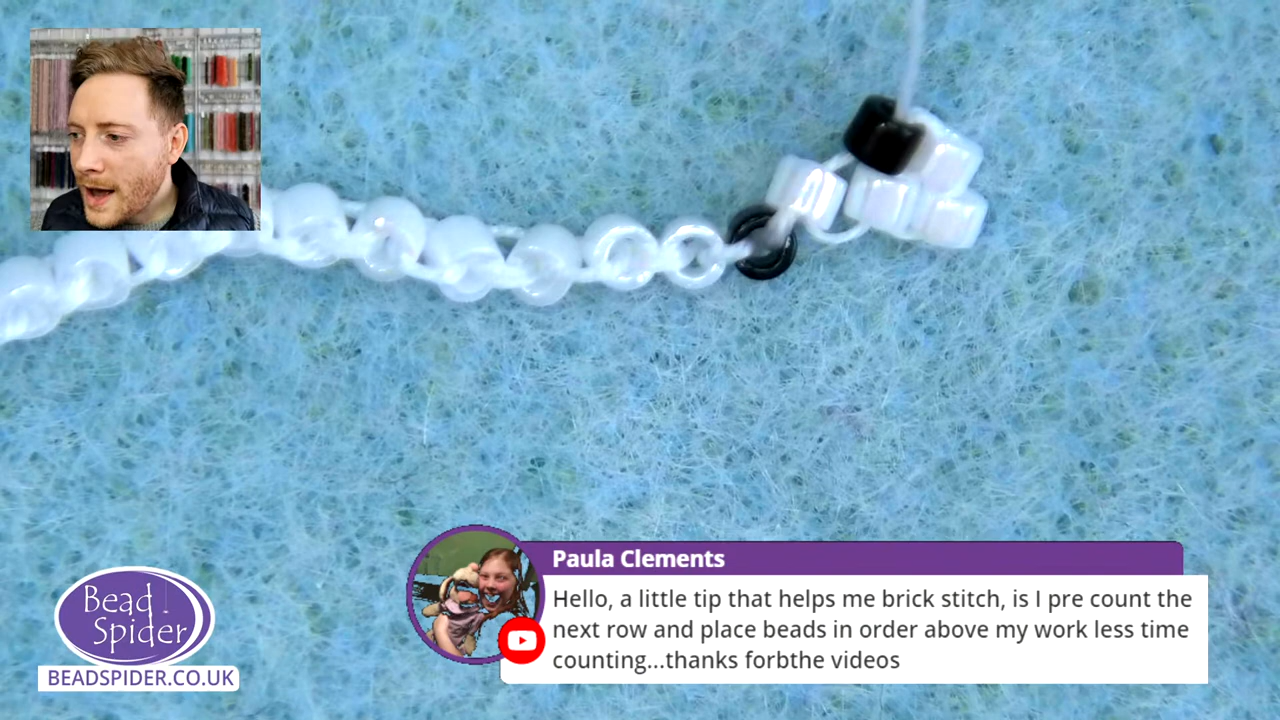 Paula Clements
Hello, a little tip that helps me brick stitch, is I pre count the
next row and place beads in order above my work less time
counting...thanks forbthe videos
Bead
Spider
BEADSPIDER.CO.UK